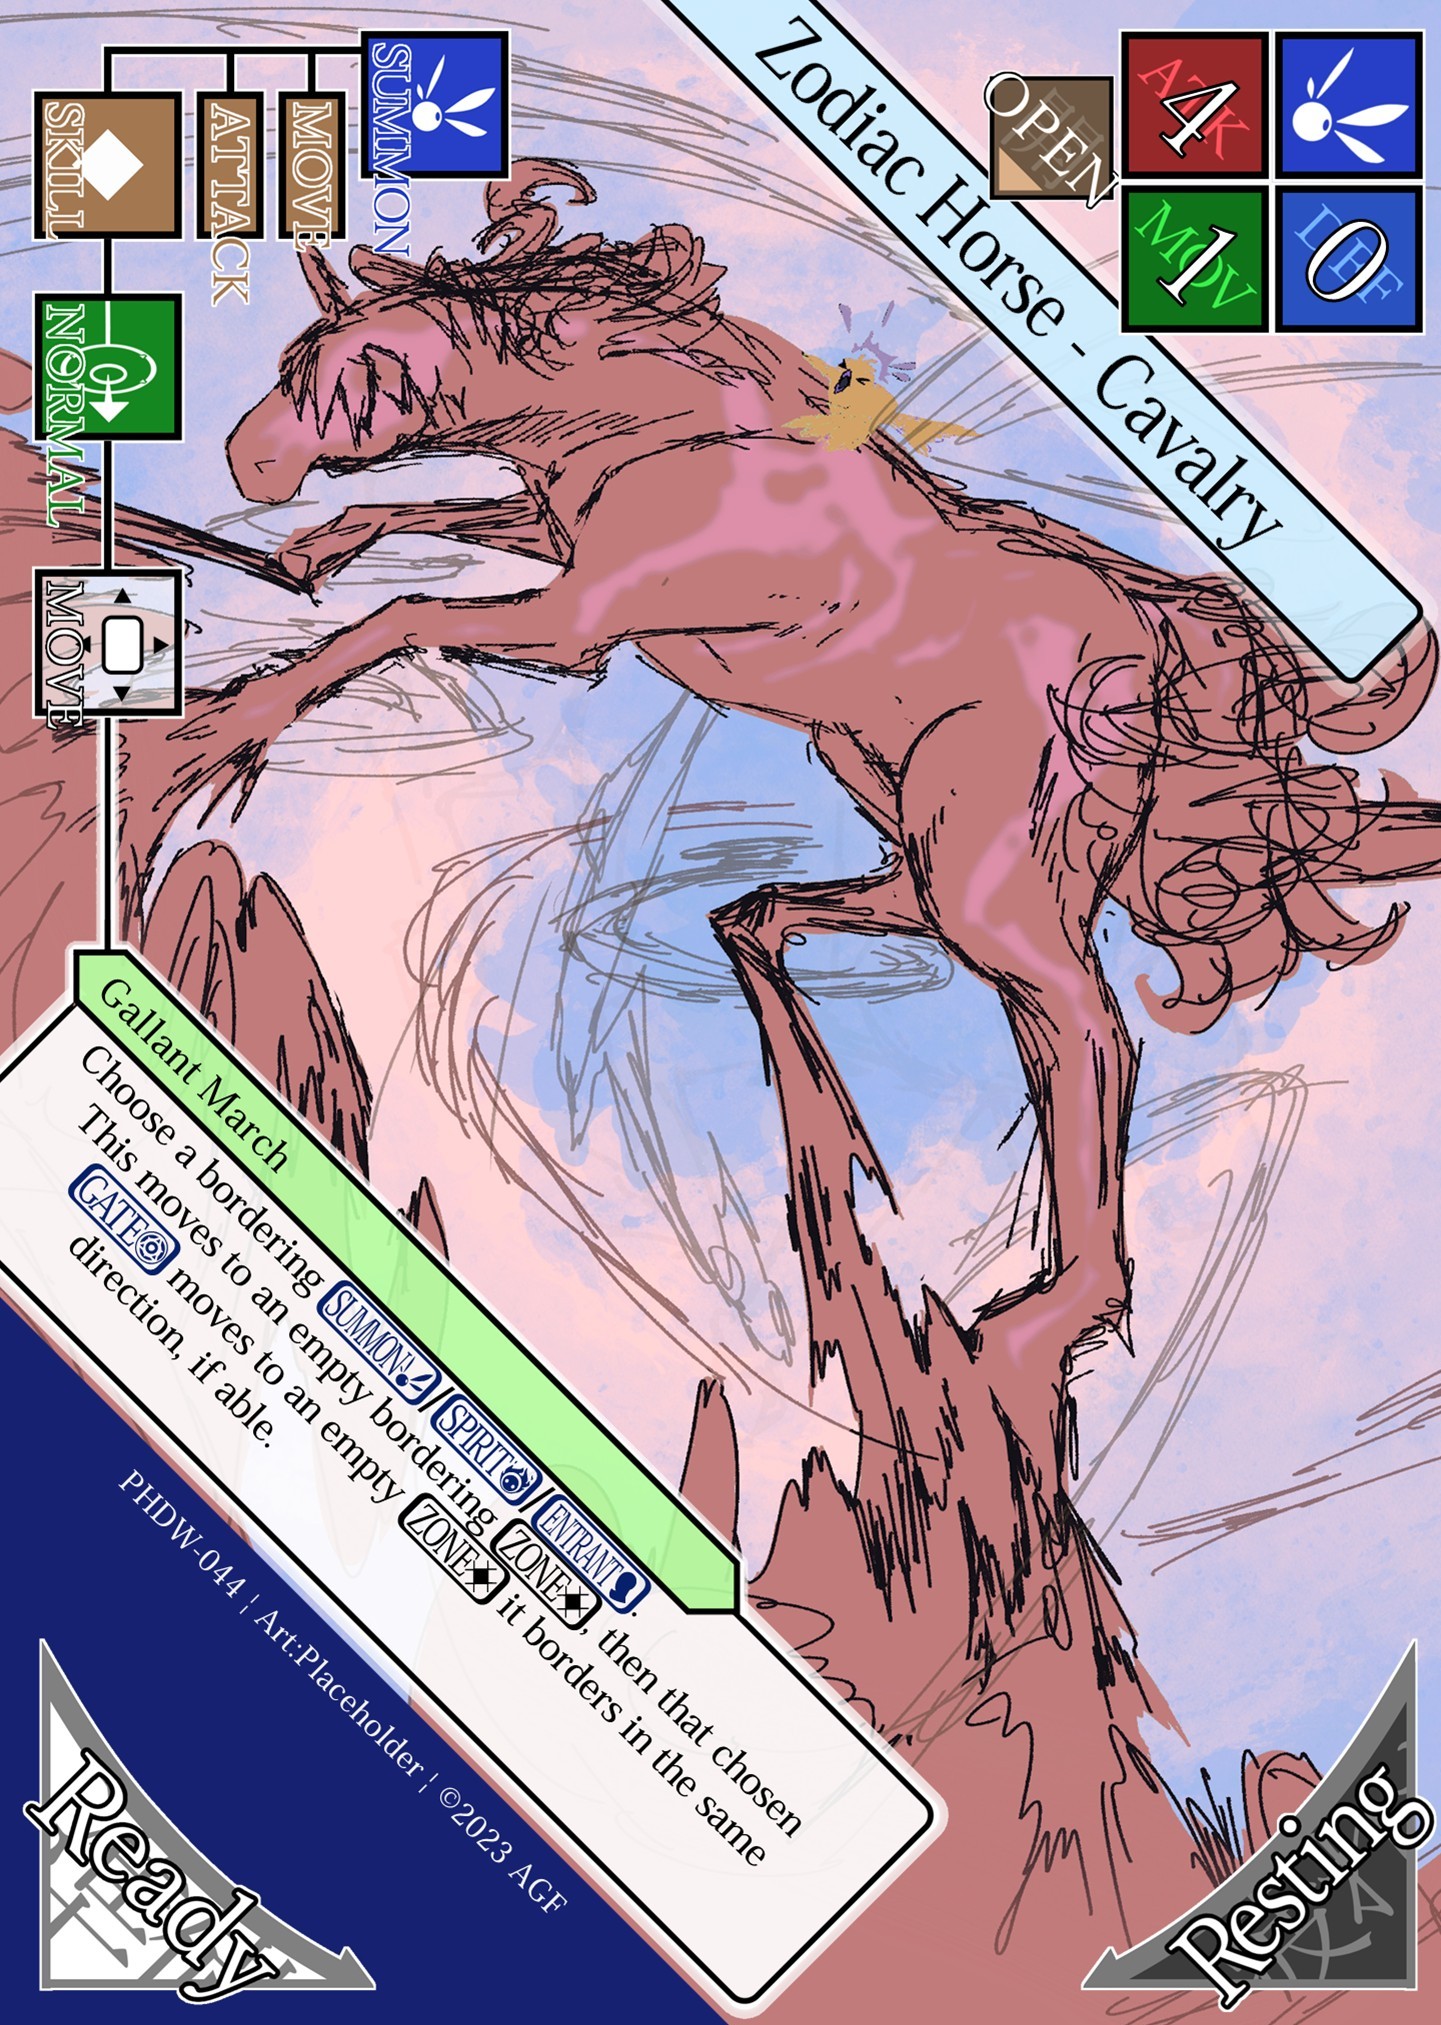 Zodiac Horse - Cavalry
ATK 4
DEF 0
MOV 1
OPEN
SUMMON
MOVE
ATTACK
SKILL
NORMAL
MOVE
Gallant March
Choose a bordering SUMMON/SPIRIT/ENTRANT.
This moves to an empty bordering ZONE, then that chosen
GATE moves to an empty ZONE it borders in the same
direction, if able.
PHDW-044 ¦ Art:Placeholder ¦ ©2023 AGF
Ready
Resting